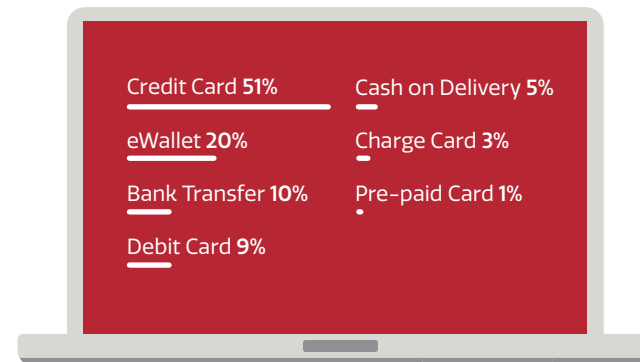 Credit Card 51%
eWallet 20%
Bank Transfer 10%
Debit Card 9%
Cash on Delivery 5%
Charge Card 3%
Pre-paid Card 1%